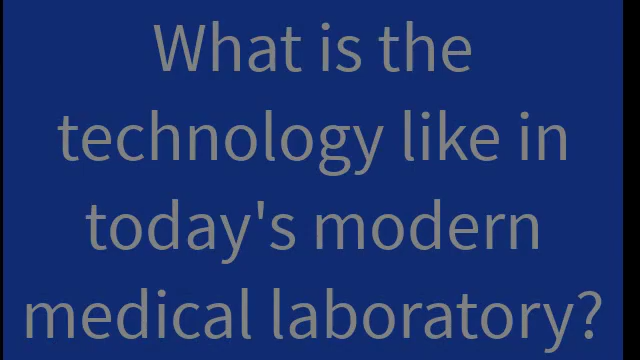 What is the
technology like in
today's modern
medical laboratory?